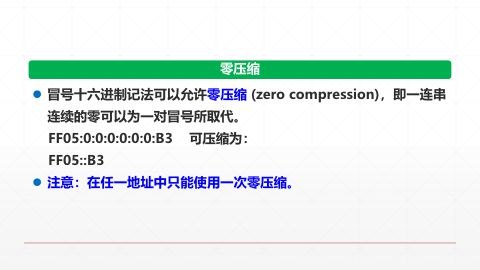 零压缩
冒号十六进制记法可以允许零压缩 (zero compression)，即一连串
连续的零可以为一对冒号所取代。
FF05:0:0:0:0:0:0:B3 可压缩为：
FF05::B3
注意：在任一地址中只能使用一次零压缩。